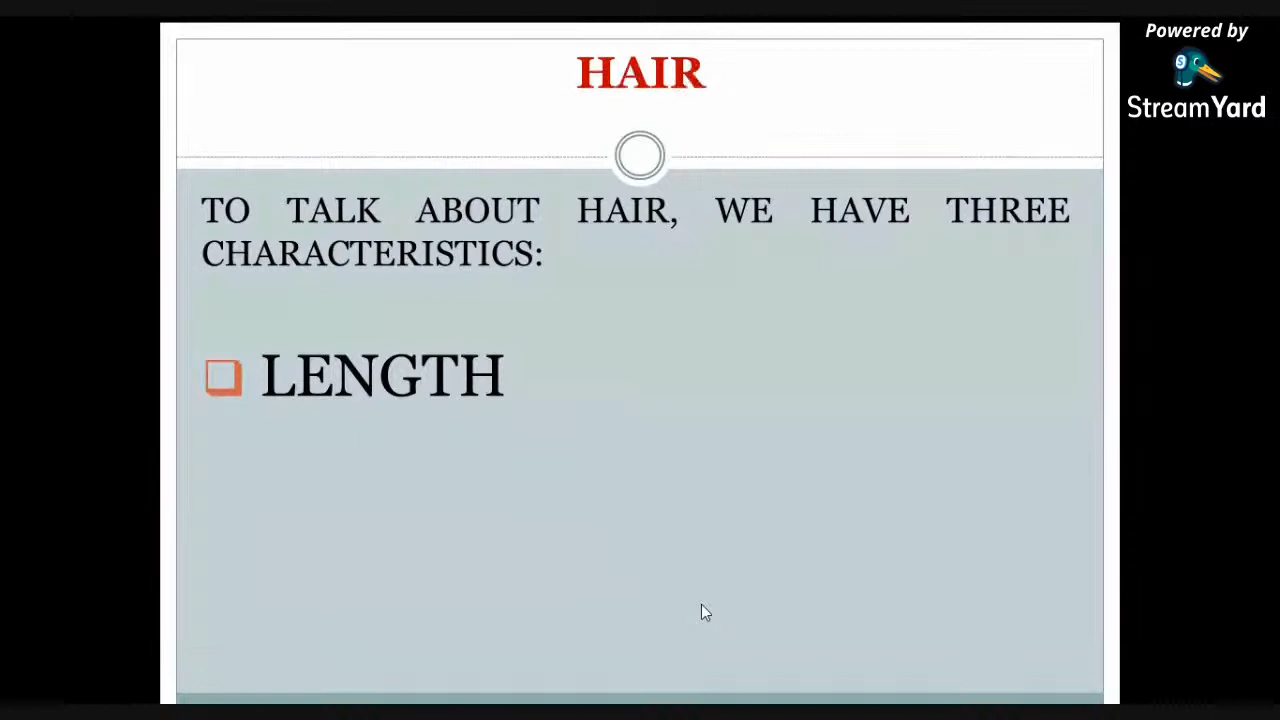 Powered by
StreamYard
HAIR
TO TALK ABOUT HAIR, WE HAVE THREE
CHARACTERISTICS:
LENGTH